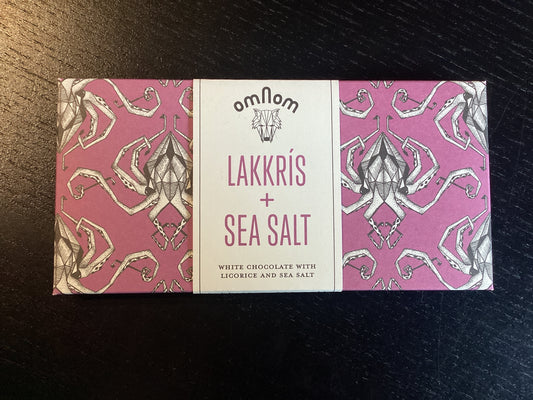 omnom
LAKKRÍS
+
SEA SALT
WHITE CHOCOLATE WITH
LICORICE AND SEA SALT